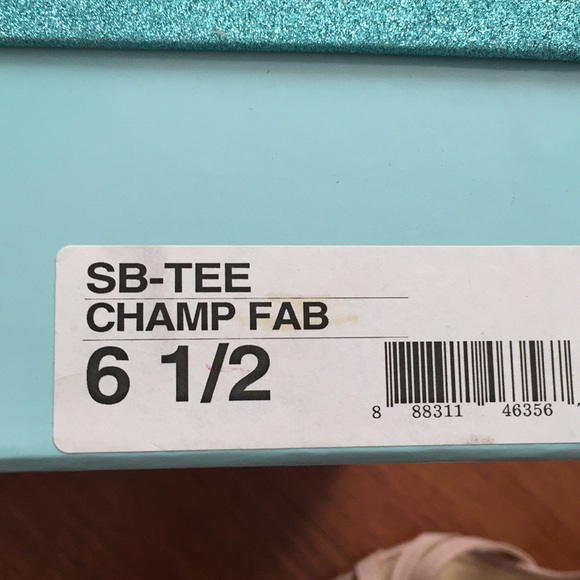 SB-TEE
CHAMP FAB
6 1/2
8 88311 46356